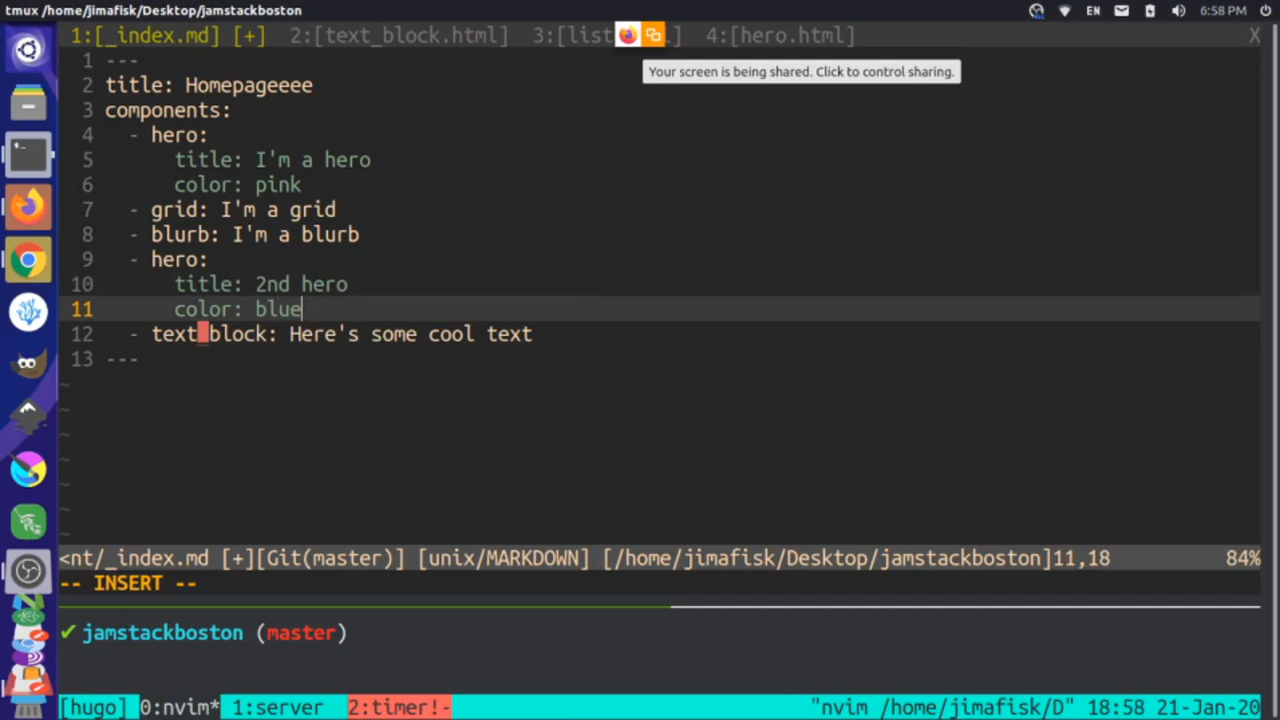 tmux /home/jimafisk/Desktop/jamstackboston
EN
6:58 PM
1:[_index.md] [+] 2:[text_block.html] 3:[list l] 4:[hero.html] X
Your screen is being shared. Click to control sharing.
1 ---
2 title: Homepageeee
3 components:
4 - hero:
5 title: I'm a hero
6 color: pink
7 - grid: I'm a grid
8 - blurb: I'm a blurb
9 - hero:
10 title: 2nd hero
11 color: blue
12 - text block: Here's some cool text
13 ---
~
~
~
~
~
~
~
<nt/_index.md [+][Git(master)] [unix/MARKDOWN] [/home/jimafisk/Desktop/jamstackboston]11,18 84%
-- INSERT --
✔ jamstackboston (master)
[hugo] 0:nvim* 1:server 2:timer!- "nvim /home/jimafisk/D" 18:58 21-Jan-20